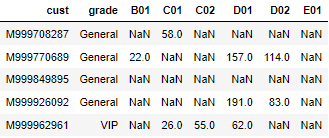 cust grade B01 C01 C02 D01 D02 E01
M999708287 General NaN 58.0 NaN NaN NaN NaN
M999770689 General 22.0 NaN NaN 157.0 114.0 NaN
M999849895 General NaN NaN NaN NaN NaN NaN
M999926092 General NaN NaN NaN 191.0 83.0 NaN
M999962961 VIP NaN 26.0 55.0 62.0 NaN NaN